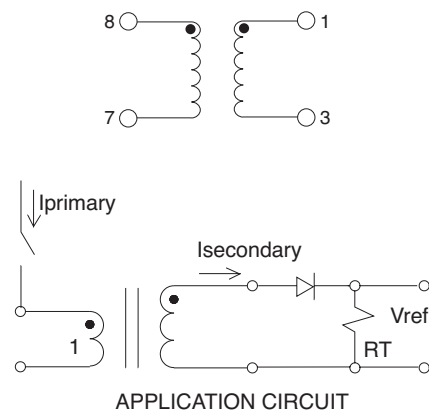 8 1
7 3
Iprimary
Isecondary
1
Vref
RT
APPLICATION CIRCUIT